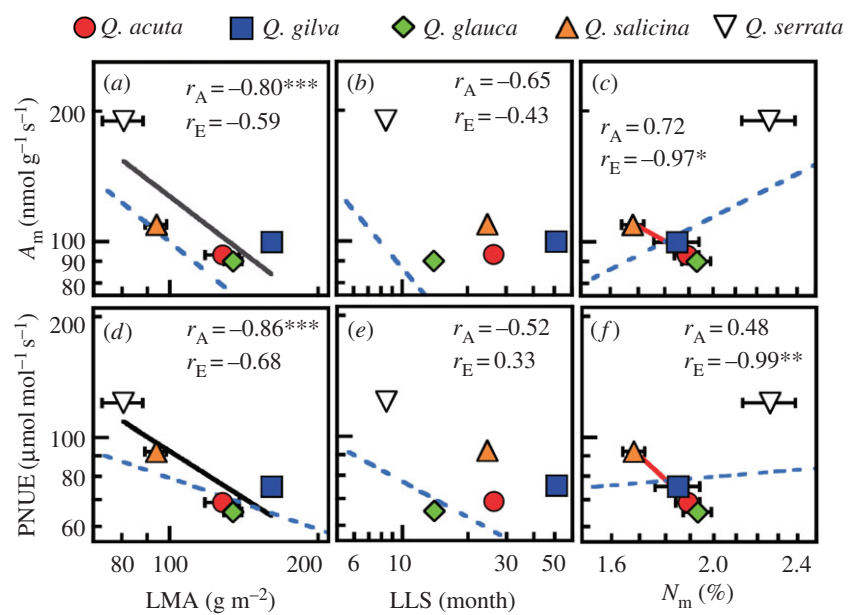 Q. acuta Q. gilva Q. glauca Q. salicina Q. serrata
(a) rA = –0.80***
rE = –0.59
(b) rA = –0.65
rE = –0.43
(c)
rA = 0.72
rE = –0.97*
Am (nmol g–1 s–1)
200
100
90
80
(d) rA = –0.86***
rE = –0.68
(e) rA = –0.52
rE = 0.33
(f) rA = 0.48
rE = –0.99**
PNUE (μmol mol–1 s–1)
200
100
80
60
80 100 200
6 10 30 50
1.6 2.0 2.4
LMA (g m–2) LLS (month) Nm (%)